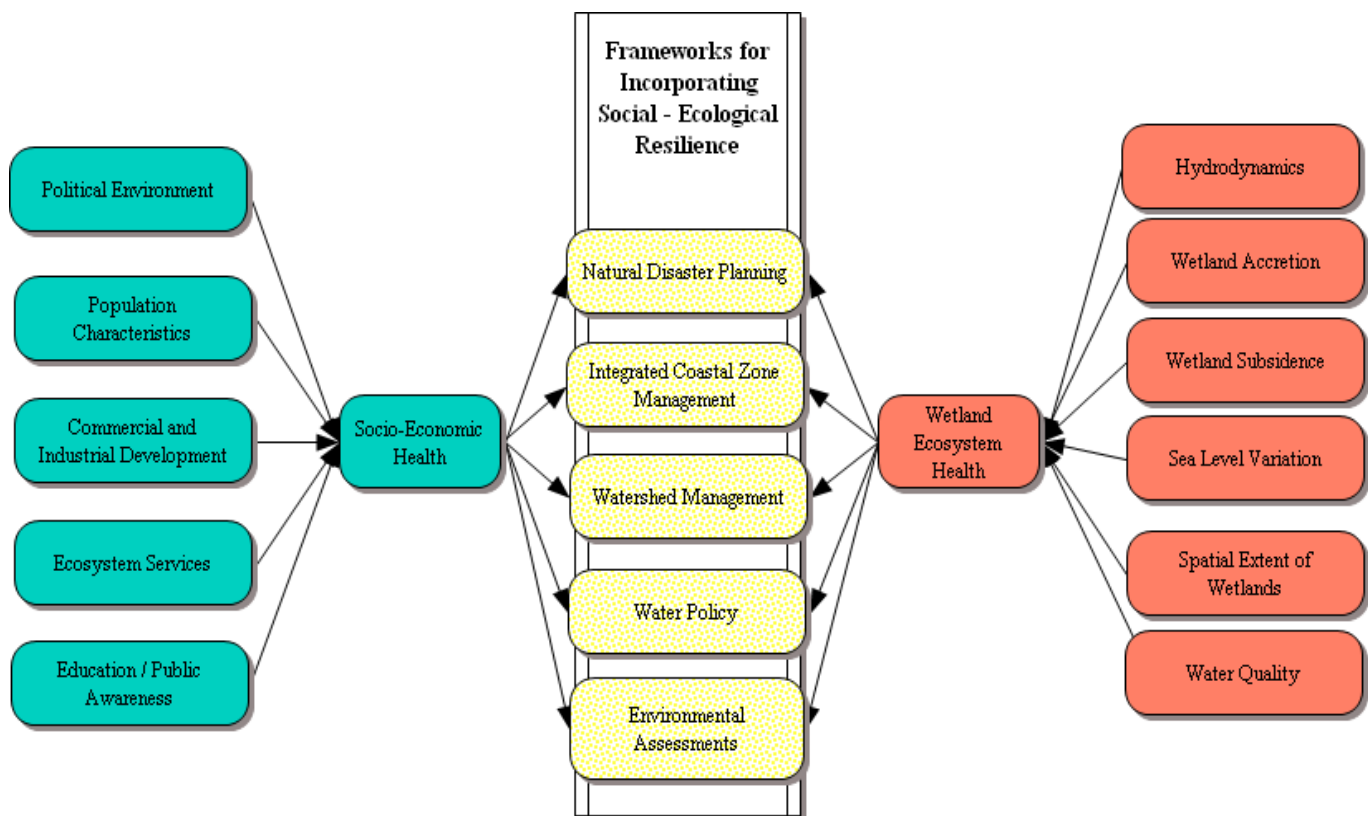 Frameworks for
Incorporating
Social - Ecological
Resilience
Political Environment
Population
Characteristics
Commercial and
Industrial Development
Ecosystem Services
Education / Public
Awareness
Socio-Economic
Health
Natural Disaster Planning
Integrated Coastal Zone
Management
Watershed Management
Water Policy
Environmental
Assessments
Wetland
Ecosystem
Health
Hydrodynamics
Wetland Accretion
Wetland Subsidence
Sea Level Variation
Spatial Extent of
Wetlands
Water Quality